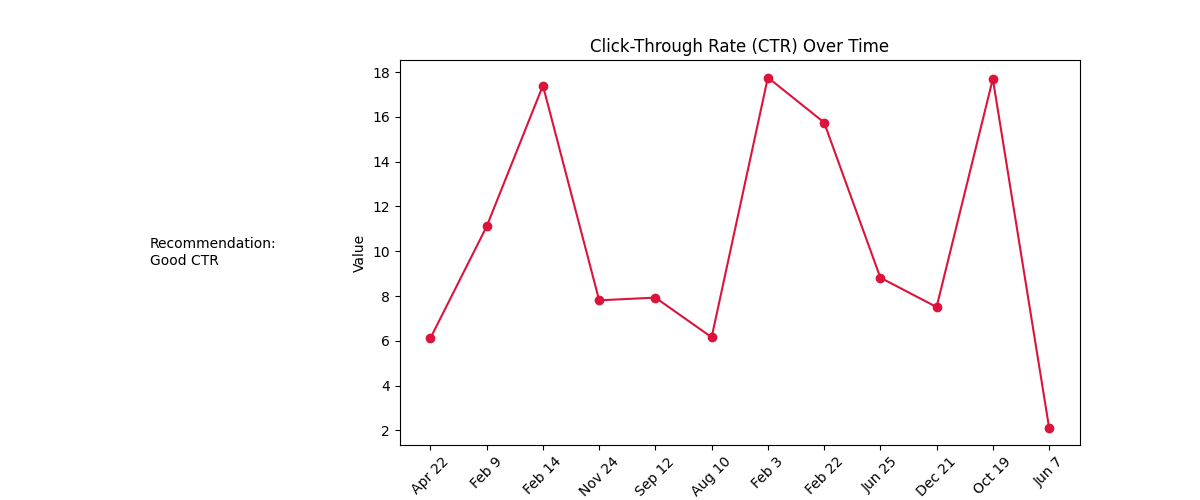 Click-Through Rate (CTR) Over Time
Recommendation:
Good CTR
Value
18
16
14
12
10
8
6
4
2
Apr 22
Feb 9
Feb 14
Nov 24
Sep 12
Aug 10
Feb 3
Feb 22
Jun 25
Dec 21
Oct 19
Jun 7